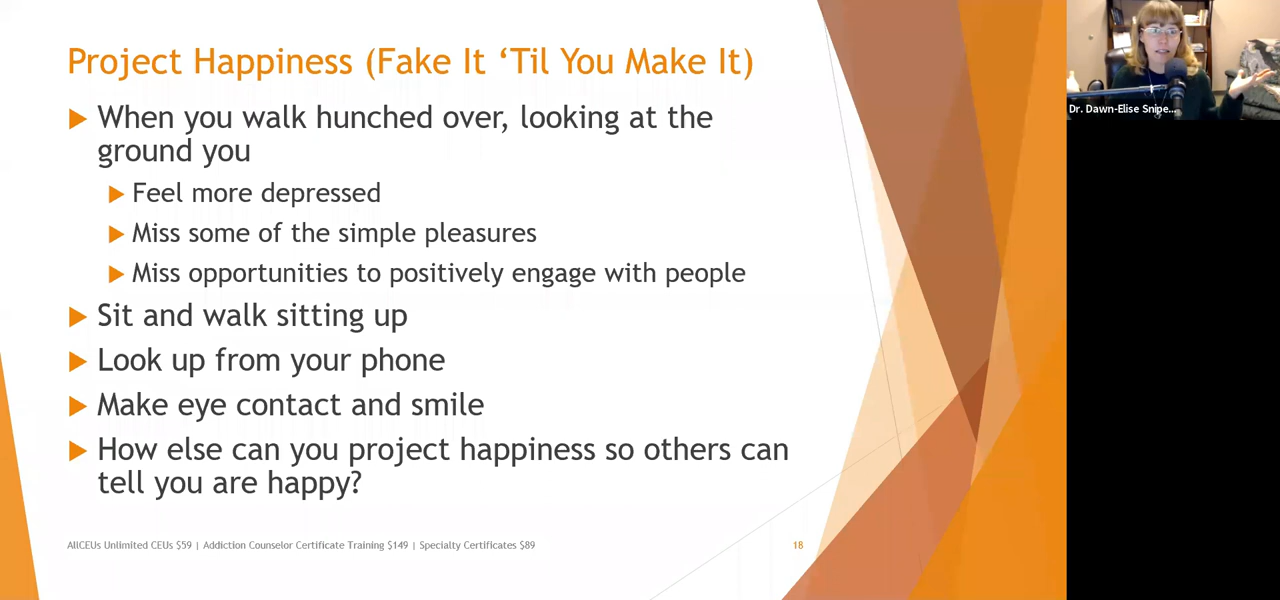 Project Happiness (Fake It ‘Til You Make It)
When you walk hunched over, looking at the
ground you
Feel more depressed
Miss some of the simple pleasures
Miss opportunities to positively engage with people
Sit and walk sitting up
Look up from your phone
Make eye contact and smile
How else can you project happiness so others can
tell you are happy?
AllCEUs Unlimited CEUs $59 | Addiction Counselor Certificate Training $149 | Specialty Certificates $89
18
Dr. Dawn-Elise Snipe...